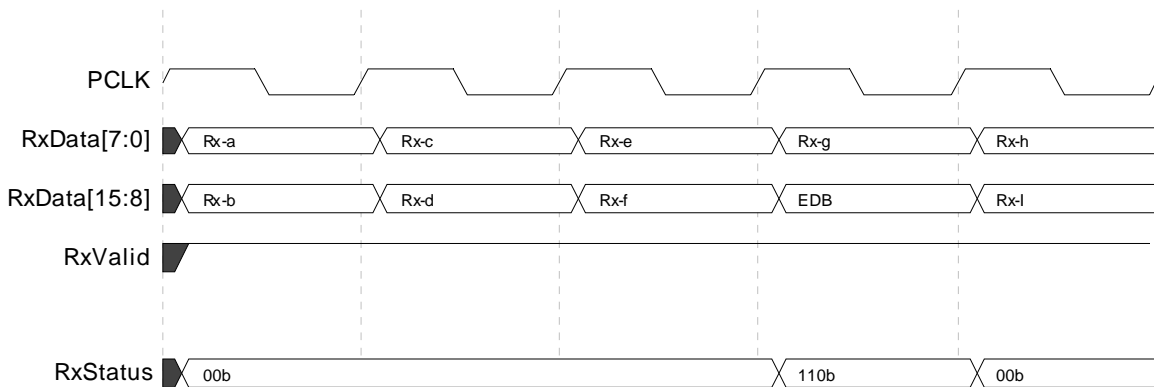 PCLK
RxData[7:0] Rx-a Rx-c Rx-e Rx-g Rx-h
RxData[15:8] Rx-b Rx-d Rx-f EDB Rx-I
RxValid
RxStatus 00b 110b 00b